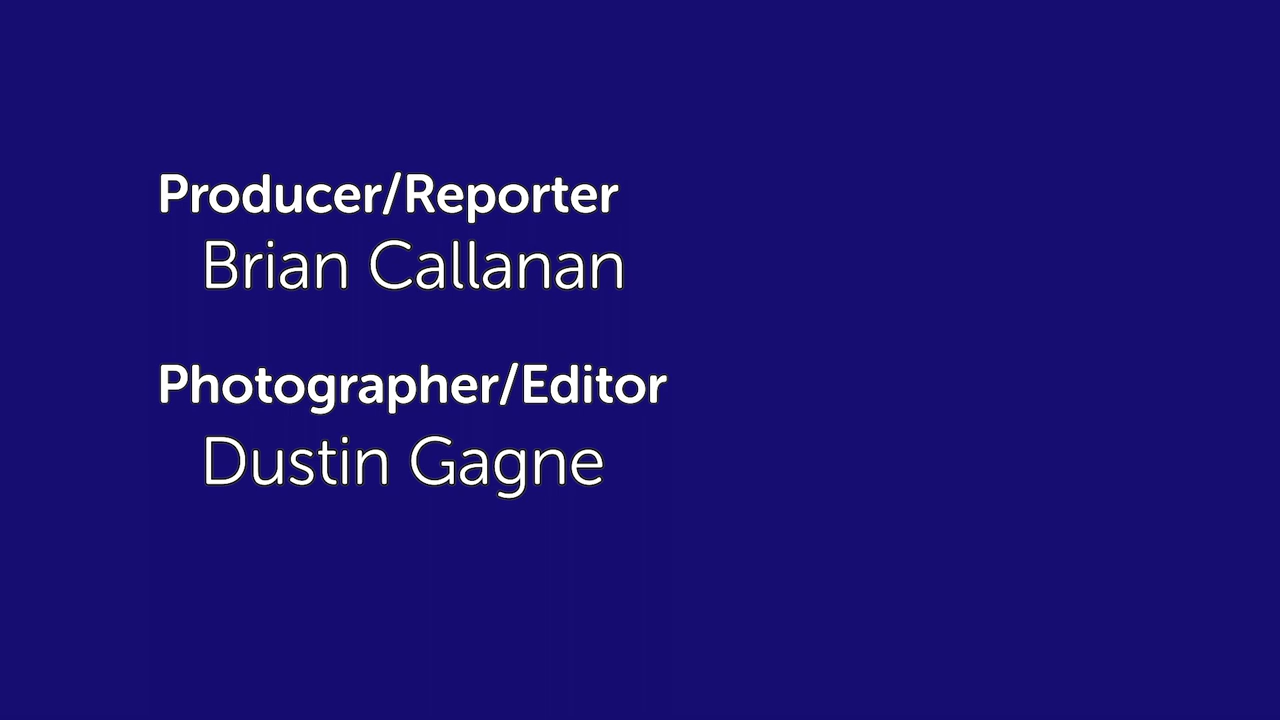 Producer/Reporter
Brian Callanan
Photographer/Editor
Dustin Gagne